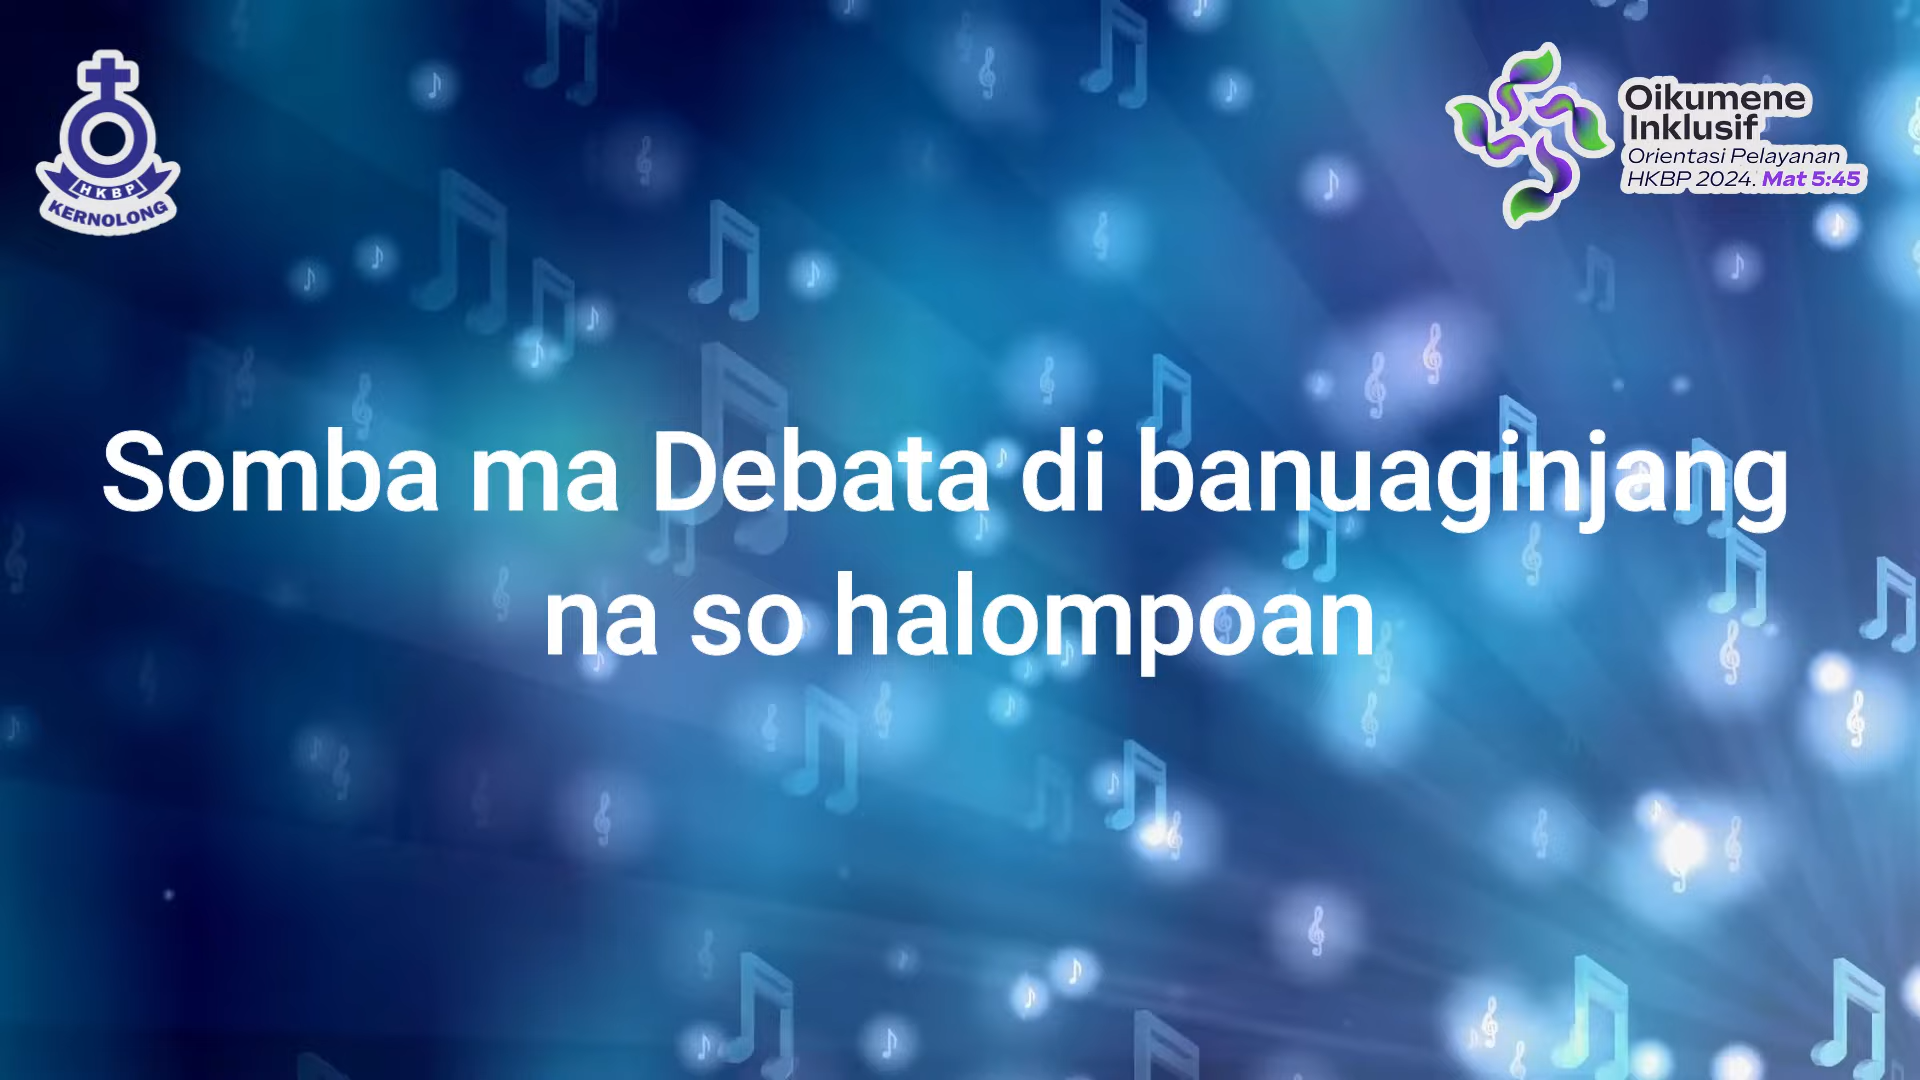 HKBP
KERNOLONG
Oikumene
Inklusif
Orientasi Pelayanan
HKBP 2024. Mat 5:45
Somba ma Debata di banuaginjang
na so halompoan